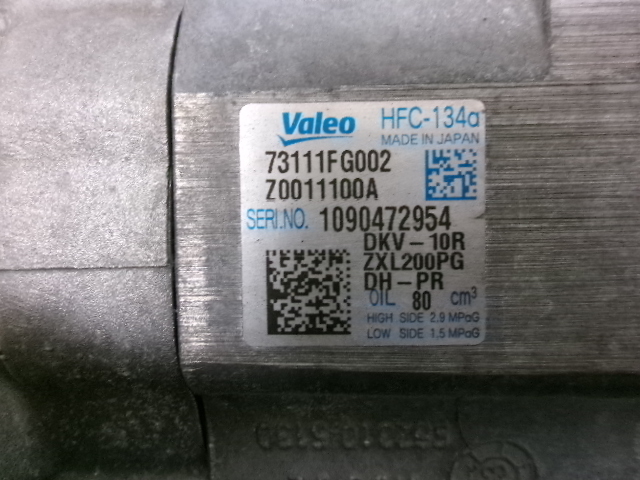 Valeo HFC-134a
MADE IN JAPAN
73111FG002
Z0011100A
SERI.NO. 1090472954
DKV-10R
ZXL200PG
DH-PR
OIL 80 cm³
HIGH SIDE 2.9 MPaG
LOW SIDE 1.5 MPaG